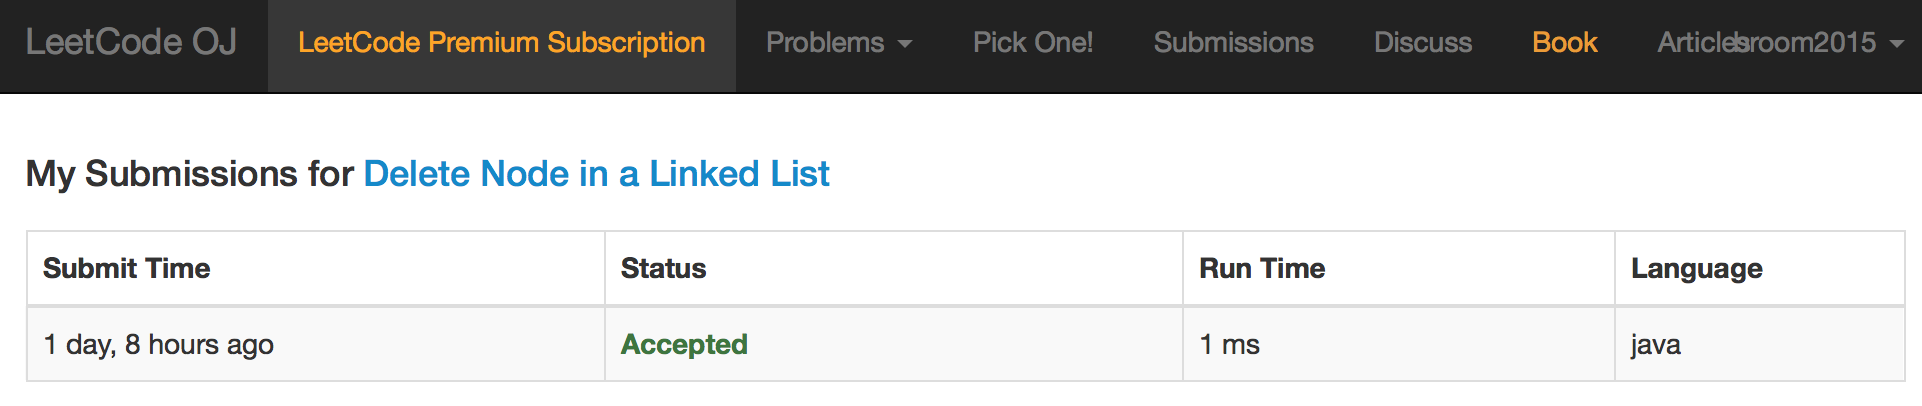 LeetCode OJ LeetCode Premium Subscription Problems Pick One! Submissions Discuss Book Articles
My Submissions for Delete Node in a Linked List
Submit Time Status Run Time Language
1 day, 8 hours ago Accepted 1 ms java